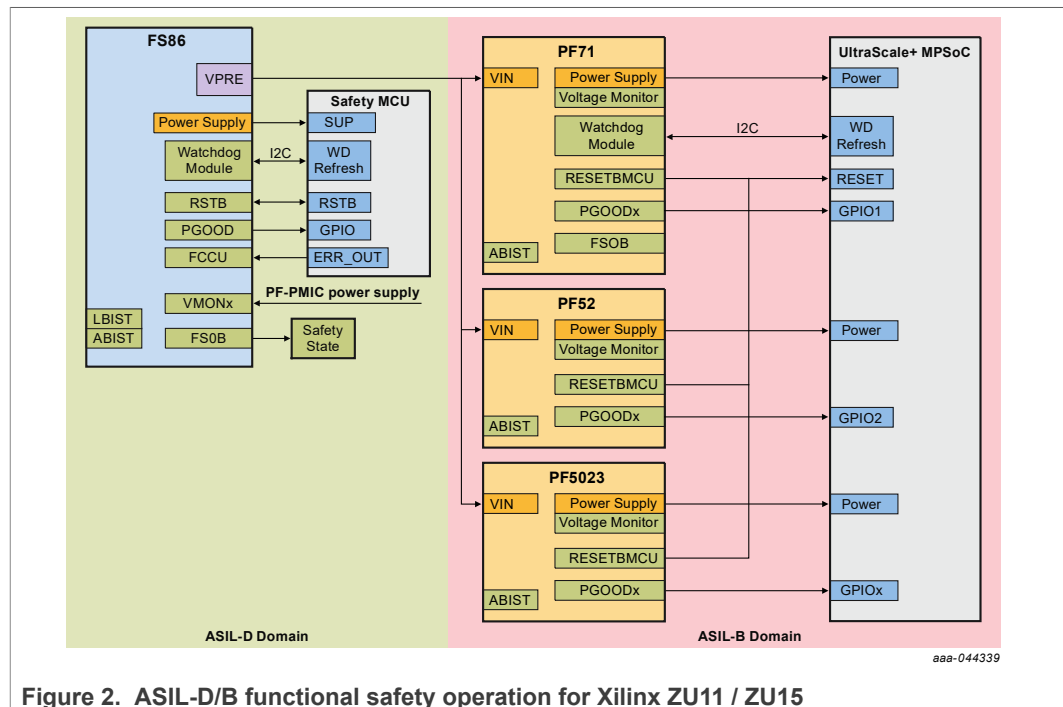 FS86
VPRE
Power Supply
Watchdog
Module
RSTB
PGOOD
FCCU
VMONx
LBIST
ABIST
FS0B
I2C
Safety MCU
SUP
WD
Refresh
RSTB
GPIO
ERR_OUT
PF-PMIC power supply
Safety
State
ASIL-D Domain
PF71
VIN
Power Supply
Voltage Monitor
Watchdog
Module
RESETBMCU
PGOODx
FSOB
ABIST
I2C
PF52
VIN
Power Supply
Voltage Monitor
RESETBMCU
PGOODx
ABIST
PF5023
VIN
Power Supply
Voltage Monitor
RESETBMCU
PGOODx
ABIST
UltraScale+ MPSoC
Power
WD
Refresh
RESET
GPIO1
Power
GPIO2
Power
GPIOx
ASIL-B Domain
aaa-044339
Figure 2. ASIL-D/B functional safety operation for Xilinx ZU11 / ZU15